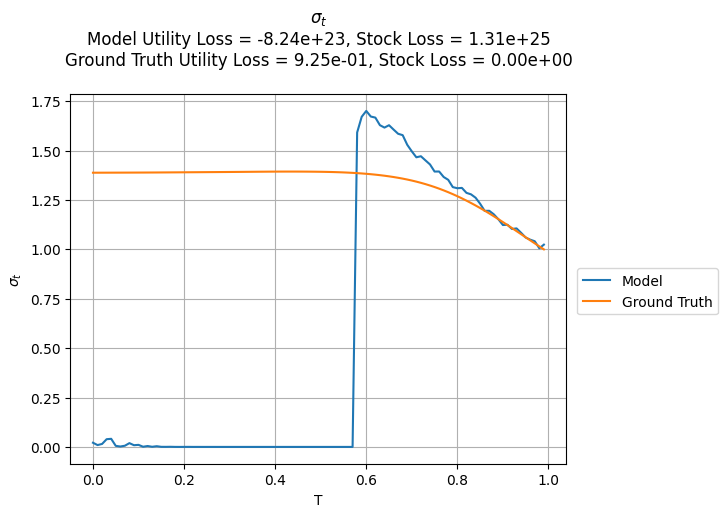 σt
Model Utility Loss = -8.24e+23, Stock Loss = 1.31e+25
Ground Truth Utility Loss = 9.25e-01, Stock Loss = 0.00e+00
1.75
1.50
1.25
1.00
0.75
0.50
0.25
0.00
σt
0.0 0.2 0.4 0.6 0.8 1.0
T
Model
Ground Truth